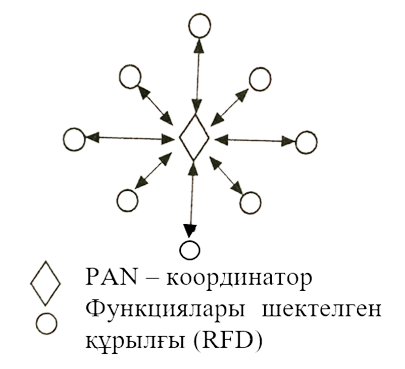 PAN – координатор
Функциялары шектелген
құрылғы (RFD)